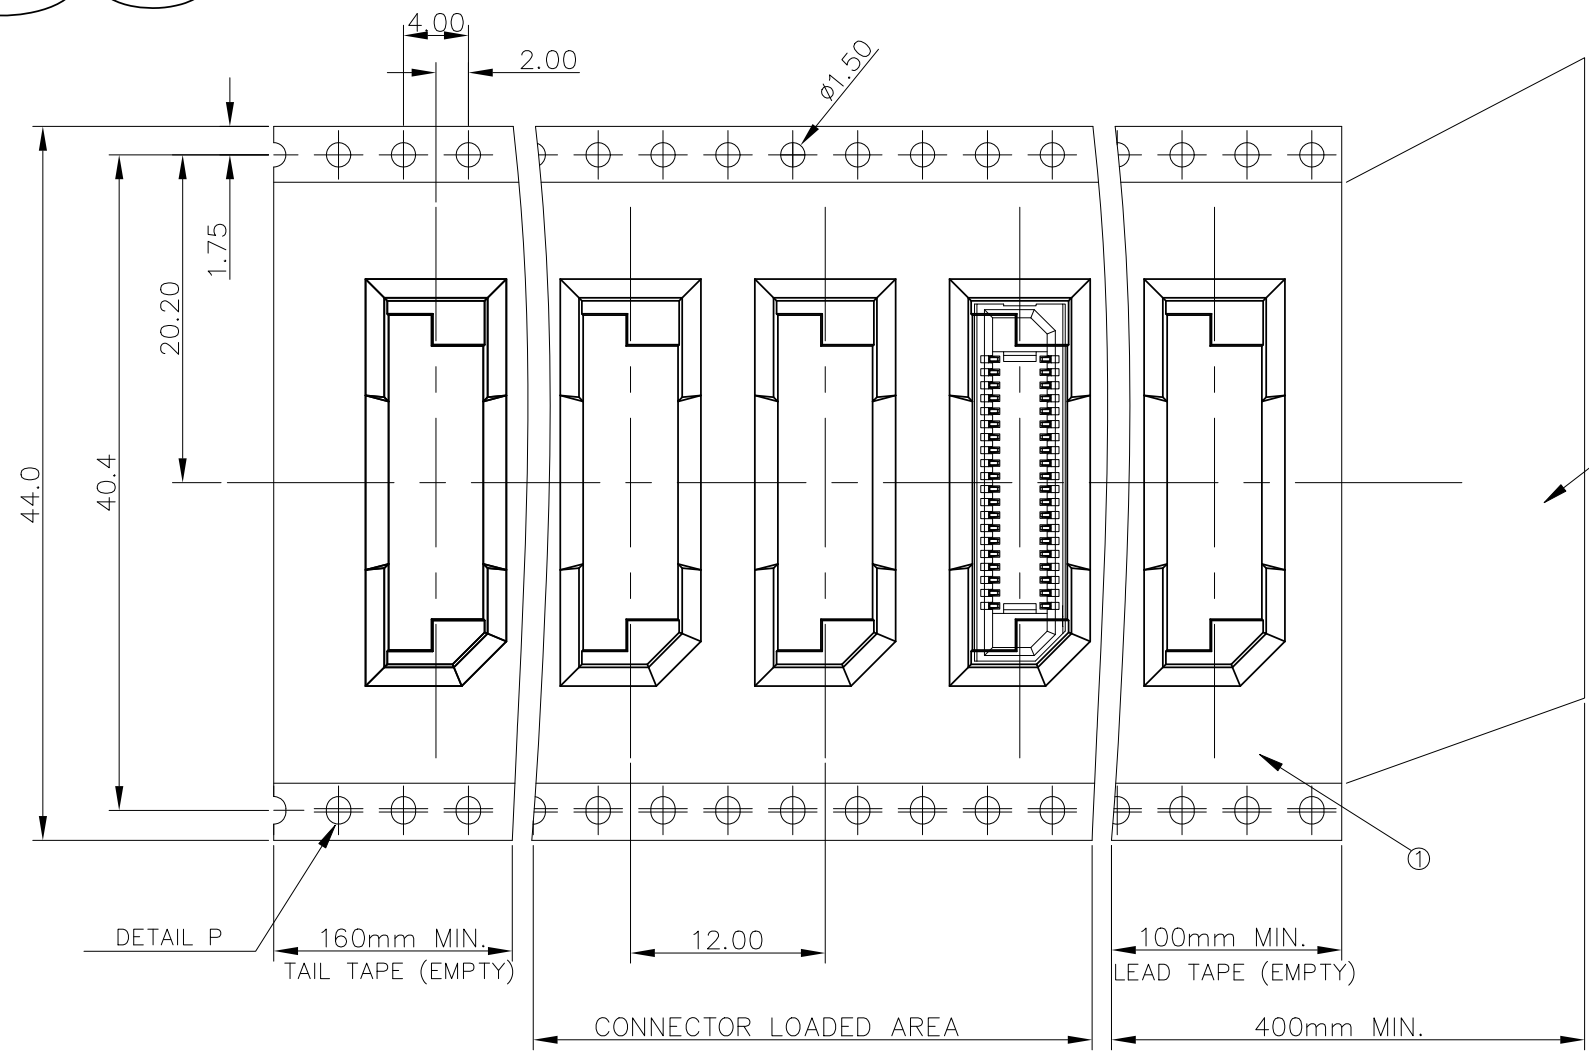 4.00
2.00
ø1.50
1.75
20.20
40.4
44.0
1
DETAIL P
160mm MIN.
TAIL TAPE (EMPTY)
12.00
100mm MIN.
LEAD TAPE (EMPTY)
CONNECTOR LOADED AREA
400mm MIN.